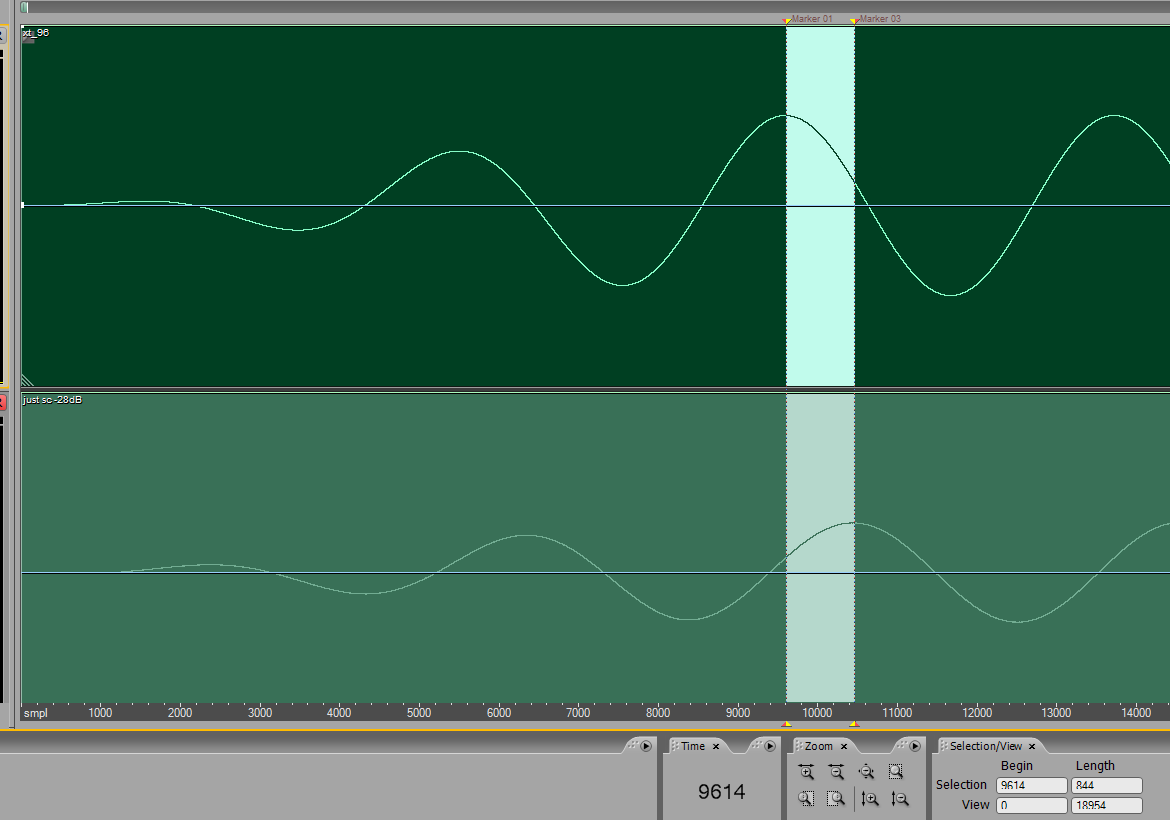 Marker 01 Marker 03
xt_96
just sc -28dB
smpl 1000 2000 3000 4000 5000 6000 7000 8000 9000 10000 11000 12000 13000 14000
Time × Zoom × Selection/View ×
Begin Length
9614
Selection 9614 844
View 0 18954